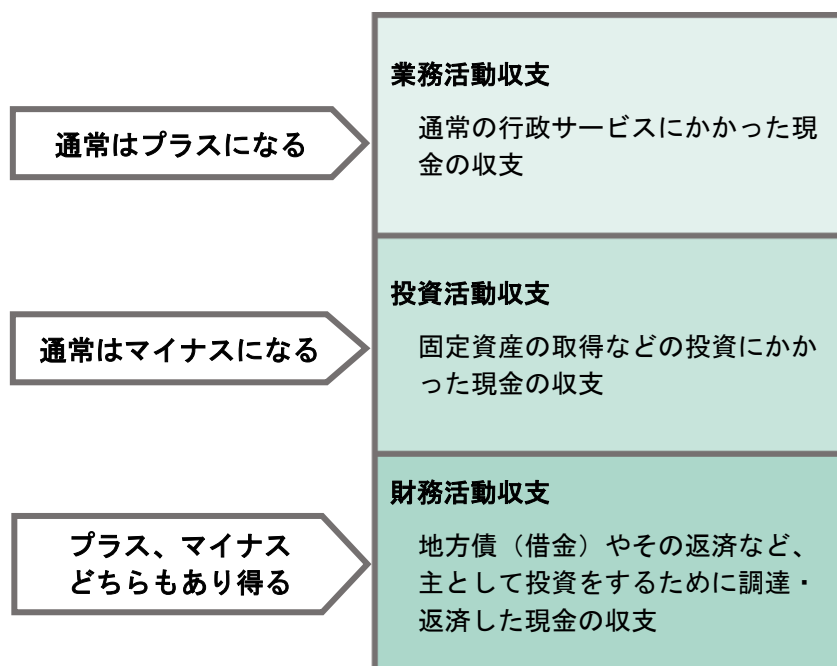 業務活動収支
通常はプラスになる
通常の行政サービスにかかった現
金の収支
投資活動収支
通常はマイナスになる
固定資産の取得などの投資にかか
った現金の収支
財務活動収支
プラス、マイナス
どちらもあり得る
地方債（借金）やその返済など、
主として投資をするために調達・
返済した現金の収支